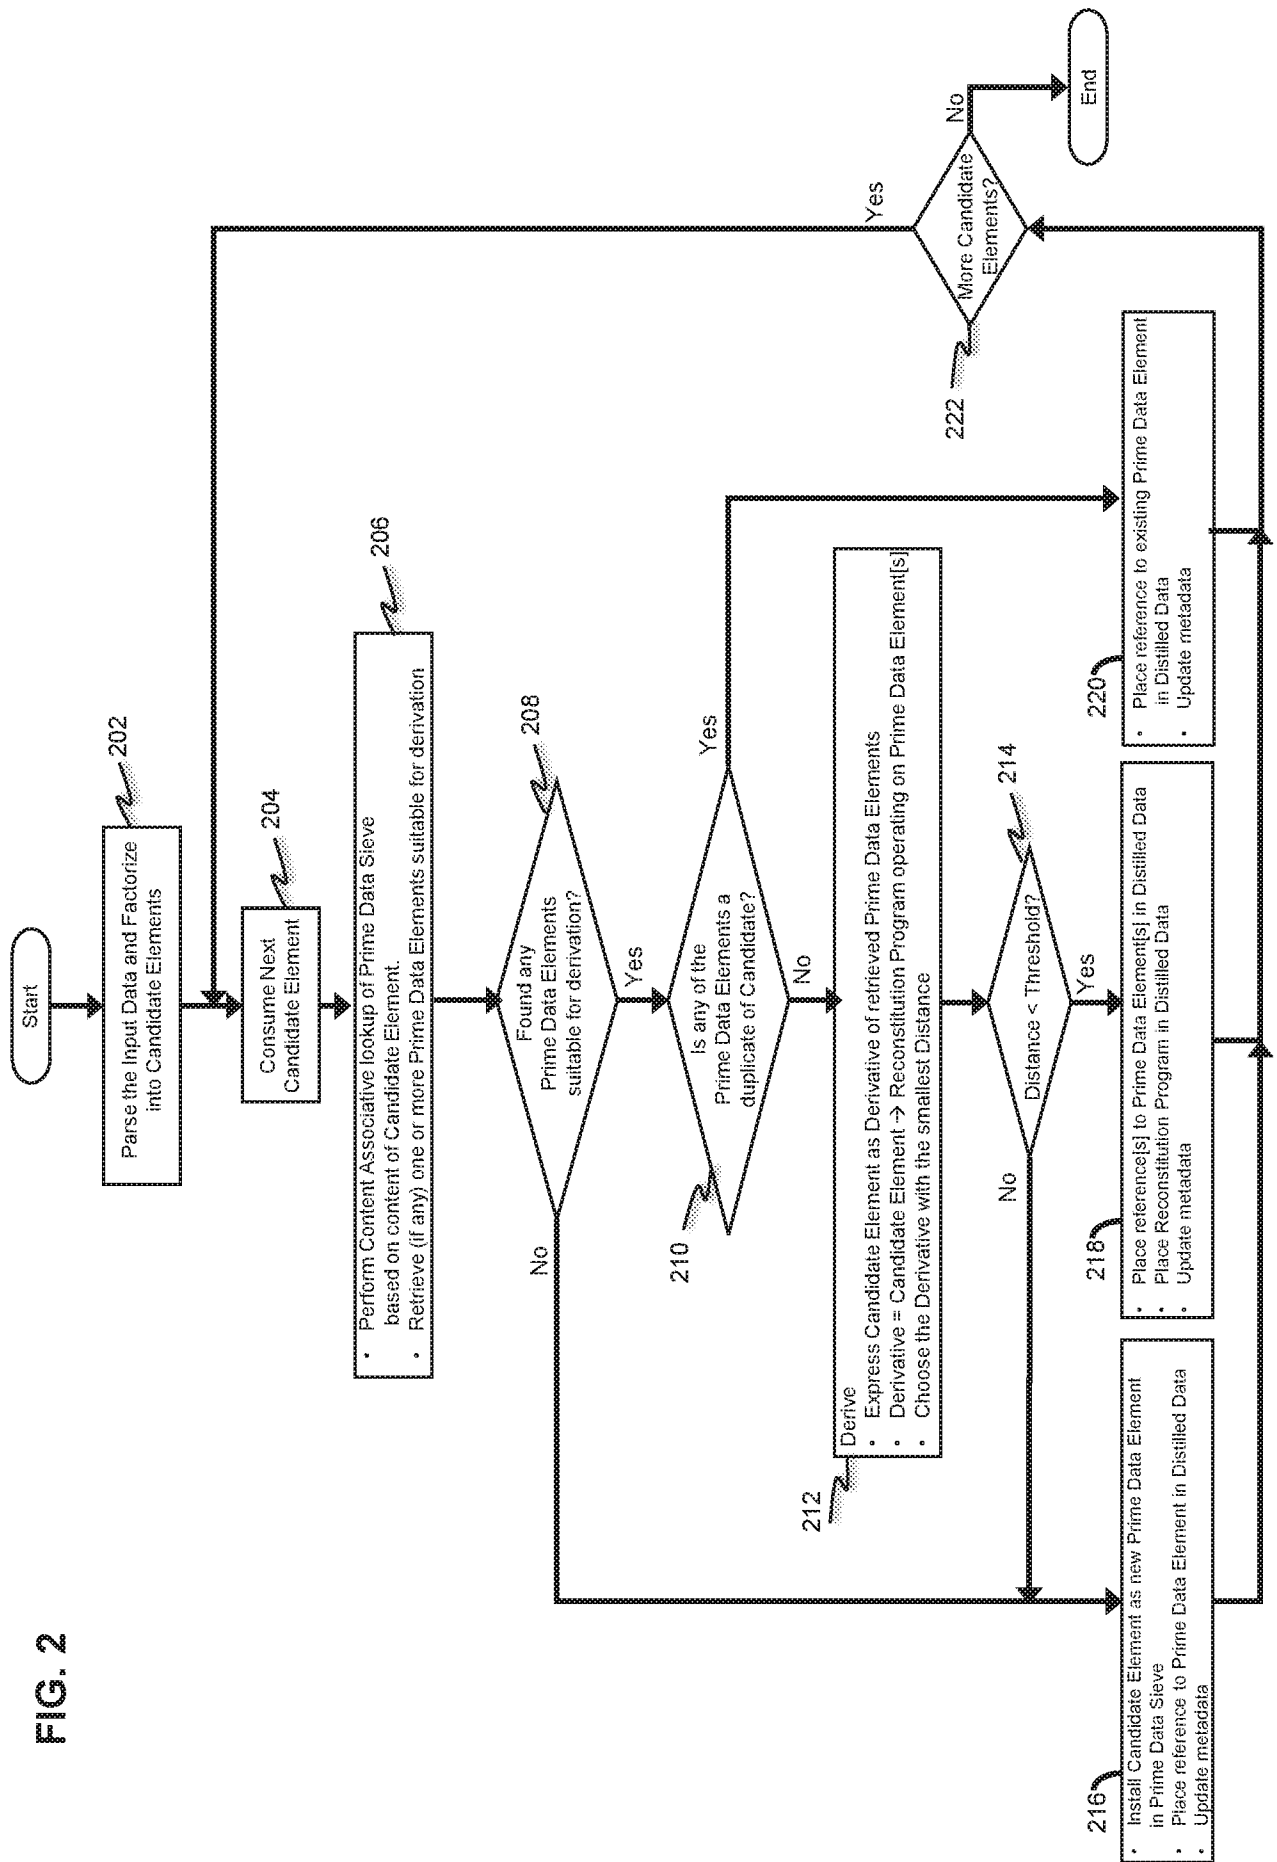 FIG. 2
Start
Parse the Input Data and Factorize
into Candidate Elements
202
Consume Next
Candidate Element
204
• Perform Content Associative lookup of Prime Data Sieve
based on content of Candidate Element.
• Retrieve (if any) one or more Prime Data Elements suitable for derivation
206
Found any
Prime Data Elements
suitable for derivation?
208
No
Yes
Is any of the
Prime Data Elements a
duplicate of Candidate?
210
Yes
No
Derive
• Express Candidate Element as Derivative of retrieved Prime Data Elements
• Derivative = Candidate Element → Reconstitution Program operating on Prime Data Element[s]
• Choose the Derivative with the smallest Distance
212
Distance < Threshold?
214
No
Yes
216
• Install Candidate Element as new Prime Data Element
in Prime Data Sieve
• Place reference to Prime Data Element in Distilled Data
• Update metadata
218
• Place reference[s] to Prime Data Element[s] in Distilled Data
• Place Reconstitution Program in Distilled Data
• Update metadata
220
• Place reference to existing Prime Data Element
in Distilled Data
• Update metadata
222
More Candidate
Elements?
Yes
No
End